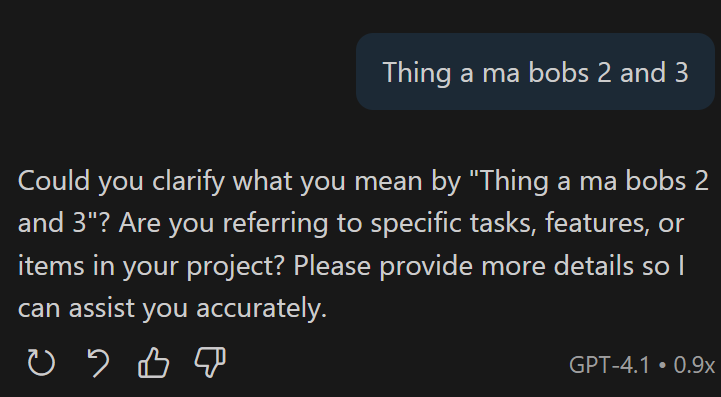 Thing a ma bobs 2 and 3
Could you clarify what you mean by "Thing a ma bobs 2
and 3"? Are you referring to specific tasks, features, or
items in your project? Please provide more details so I
can assist you accurately.
GPT-4.1 • 0.9x